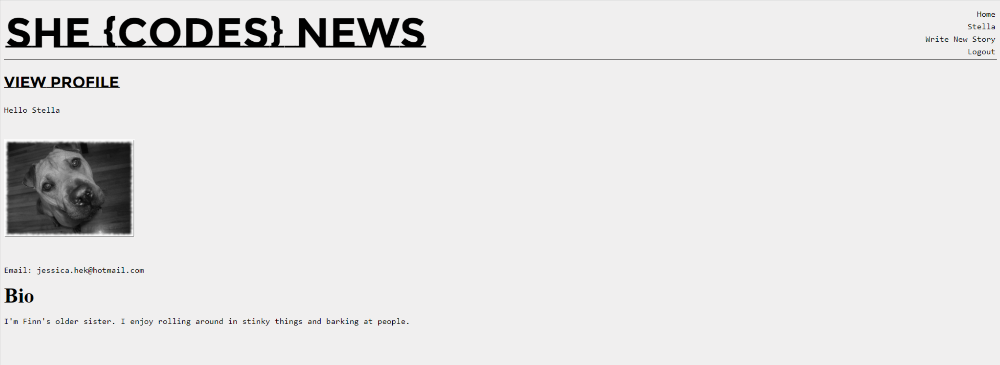 SHE {CODES} NEWS
Home
Stella
Write New Story
Logout
VIEW PROFILE
Hello Stella
Email: jessica.hek@hotmail.com
Bio
I'm Finn's older sister. I enjoy rolling around in stinky things and barking at people.